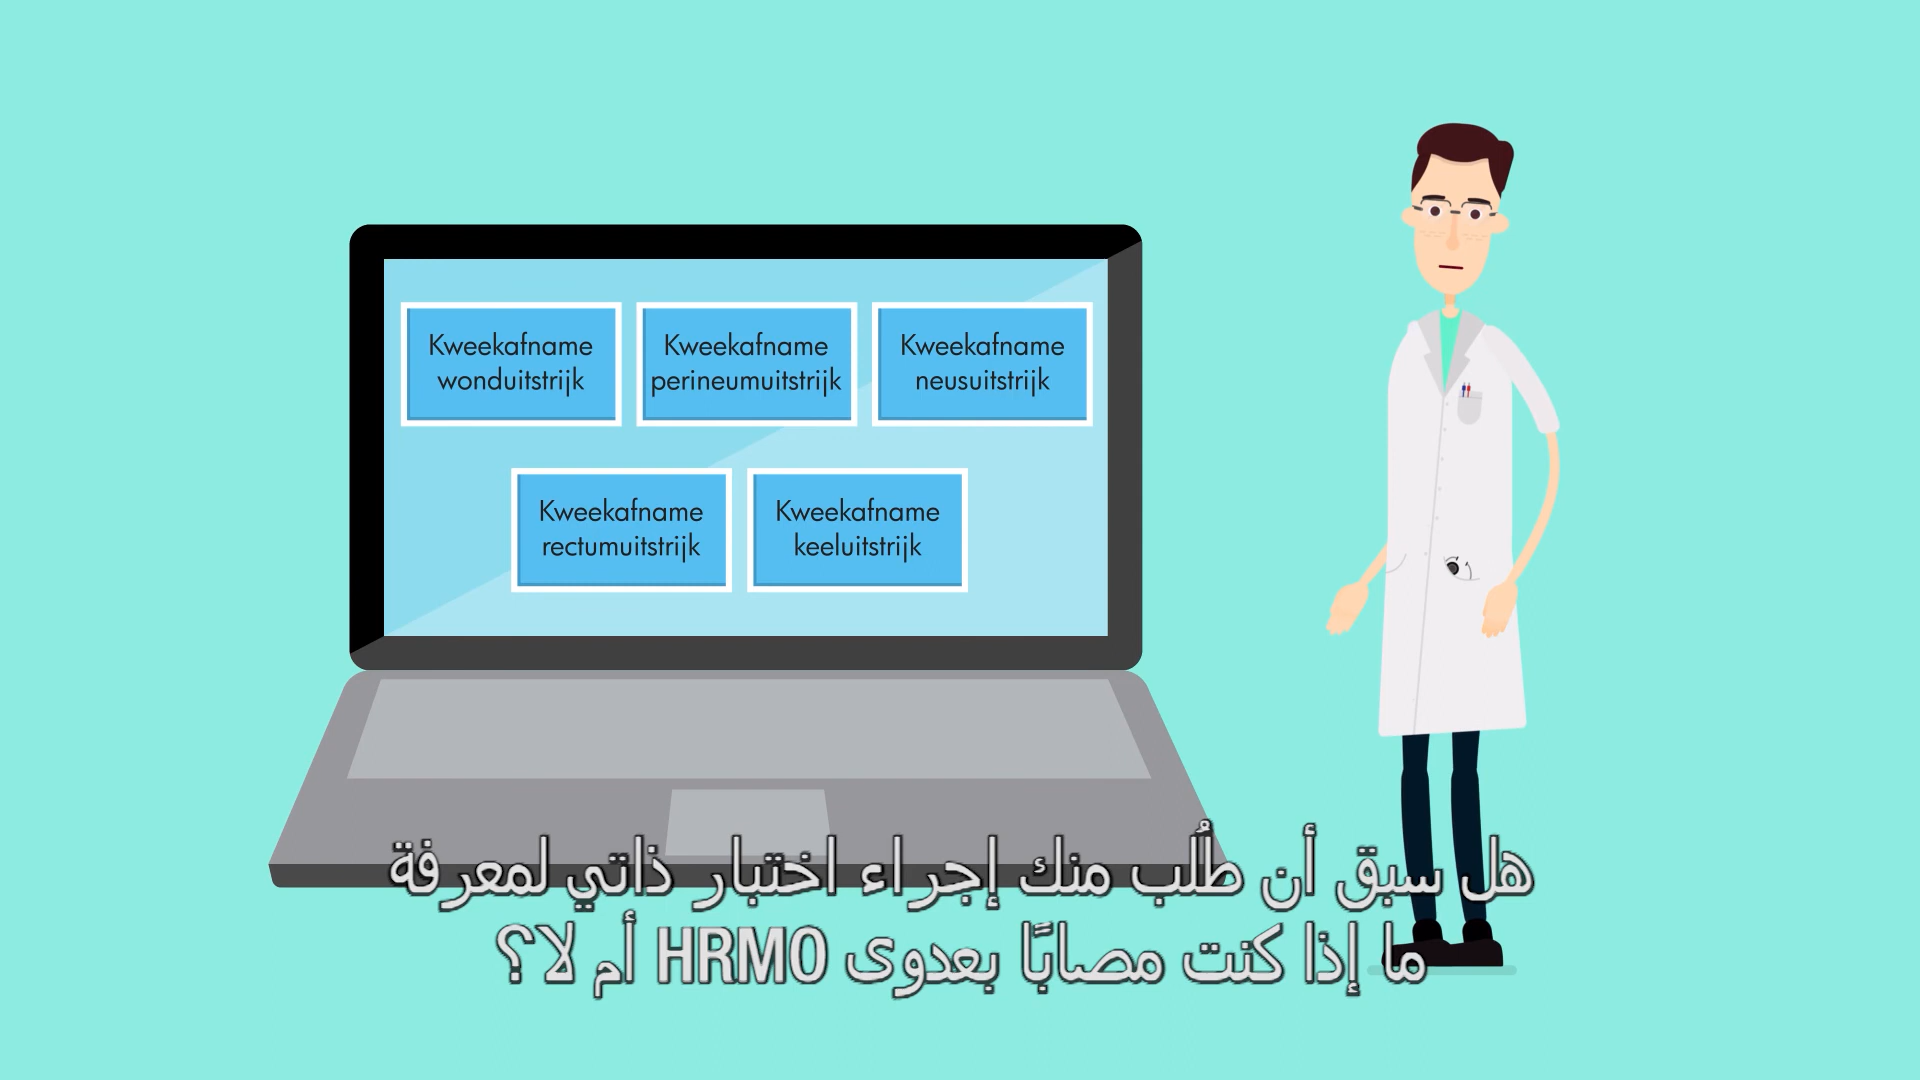 Kweekafname
wonduitstrijk
Kweekafname
perineumuitstrijk
Kweekafname
neusuitstrijk
Kweekafname
rectumuitstrijk
Kweekafname
keeluitstrijk
هل سبق أن طُلب منك إجراء اختبار ذاتي لمعرفة
ما إذا كنت مصابًا بعدوى HRMO أم لا؟